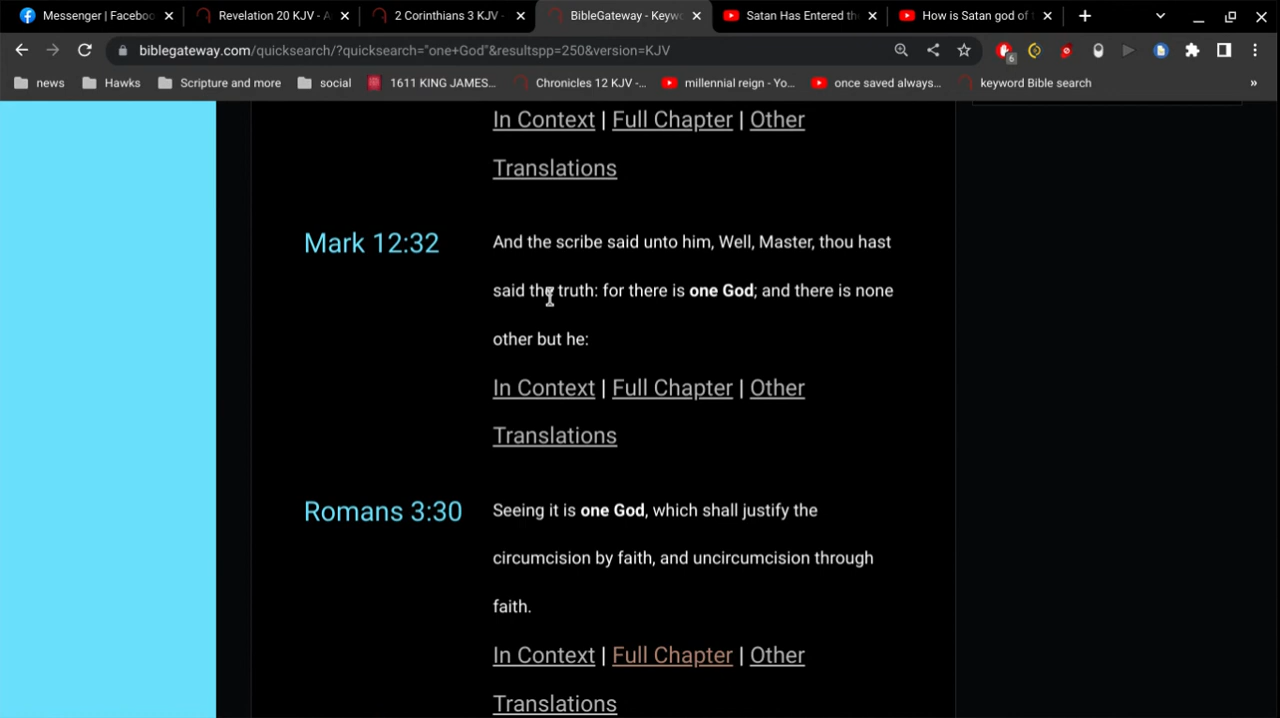 Messenger | Faceboo
Revelation 20 KJV - A
2 Corinthians 3 KJV -
BibleGateway - Keyw
Satan Has Entered th
How is Satan god of t
biblegateway.com/quicksearch/?quicksearch="one+God"&resultspp=250&version=KJV
6
news
Hawks
Scripture and more
social
1611 KING JAMES...
Chronicles 12 KJV -...
millennial reign - Yo...
once saved always...
keyword Bible search
»
In Context | Full Chapter | Other
Translations
Mark 12:32
And the scribe said unto him, Well, Master, thou hast
said the truth: for there is one God; and there is none
other but he:
In Context | Full Chapter | Other
Translations
Romans 3:30
Seeing it is one God, which shall justify the
circumcision by faith, and uncircumcision through
faith.
In Context | Full Chapter | Other
Translations